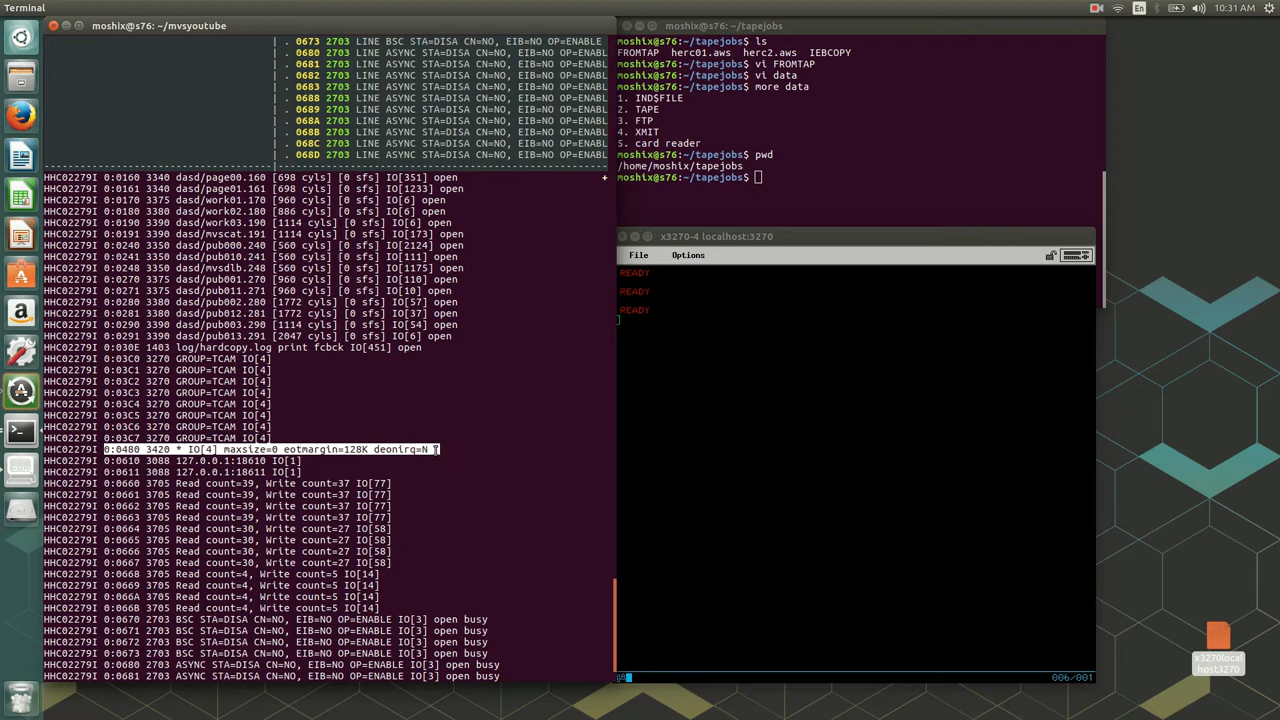 Terminal
En
10:31 AM
moshix@s76: ~/mvsyoutube
| . 0673 2703 LINE BSC STA=DISA CN=NO, EIB=NO OP=ENABLE
| . 0680 2703 LINE ASYNC STA=DISA CN=NO, EIB=NO OP=ENABL
| . 0681 2703 LINE ASYNC STA=DISA CN=NO, EIB=NO OP=ENABL
| . 0682 2703 LINE ASYNC STA=DISA CN=NO, EIB=NO OP=ENABL
| . 0683 2703 LINE ASYNC STA=DISA CN=NO, EIB=NO OP=ENABL
| . 0688 2703 LINE ASYNC STA=DISA CN=NO, EIB=NO OP=ENABL
| . 0689 2703 LINE ASYNC STA=DISA CN=NO, EIB=NO OP=ENABL
| . 068A 2703 LINE ASYNC STA=DISA CN=NO, EIB=NO OP=ENABL
| . 068B 2703 LINE ASYNC STA=DISA CN=NO, EIB=NO OP=ENABL
| . 068C 2703 LINE ASYNC STA=DISA CN=NO, EIB=NO OP=ENABL
| . 068D 2703 LINE ASYNC STA=DISA CN=NO, EIB=NO OP=ENABL
HHC02279I 0:0160 3340 dasd/page00.160 [698 cyls] [0 sfs] IO[351] open +
HHC02279I 0:0161 3340 dasd/page01.161 [698 cyls] [0 sfs] IO[1233] open
HHC02279I 0:0170 3375 dasd/work01.170 [960 cyls] [0 sfs] IO[6] open
HHC02279I 0:0180 3380 dasd/work02.180 [886 cyls] [0 sfs] IO[6] open
HHC02279I 0:0190 3390 dasd/work03.190 [1114 cyls] [0 sfs] IO[6] open
HHC02279I 0:0191 3390 dasd/mvscat.191 [1114 cyls] [0 sfs] IO[173] open
HHC02279I 0:0240 3350 dasd/pub000.240 [560 cyls] [0 sfs] IO[2124] open
HHC02279I 0:0241 3350 dasd/pub010.241 [560 cyls] [0 sfs] IO[111] open
HHC02279I 0:0248 3350 dasd/mvsdlb.248 [560 cyls] [0 sfs] IO[1175] open
HHC02279I 0:0270 3375 dasd/pub001.270 [960 cyls] [0 sfs] IO[110] open
HHC02279I 0:0271 3375 dasd/pub011.271 [960 cyls] [0 sfs] IO[10] open
HHC02279I 0:0280 3380 dasd/pub002.280 [1772 cyls] [0 sfs] IO[57] open
HHC02279I 0:0281 3380 dasd/pub012.281 [1772 cyls] [0 sfs] IO[37] open
HHC02279I 0:0290 3390 dasd/pub003.290 [1114 cyls] [0 sfs] IO[54] open
HHC02279I 0:0291 3390 dasd/pub013.291 [2047 cyls] [0 sfs] IO[6] open
HHC02279I 0:030E 1403 log/hardcopy.log print fcbck IO[451] open
HHC02279I 0:03C0 3270 GROUP=TCAM IO[4]
HHC02279I 0:03C1 3270 GROUP=TCAM IO[4]
HHC02279I 0:03C2 3270 GROUP=TCAM IO[4]
HHC02279I 0:03C3 3270 GROUP=TCAM IO[4]
HHC02279I 0:03C4 3270 GROUP=TCAM IO[4]
HHC02279I 0:03C5 3270 GROUP=TCAM IO[4]
HHC02279I 0:03C6 3270 GROUP=TCAM IO[4]
HHC02279I 0:03C7 3270 GROUP=TCAM IO[4]
HHC02279I 0:0480 3420 * IO[4] maxsize=0 eotmargin=128K deonirq=N
HHC02279I 0:0610 3088 127.0.0.1:18610 IO[1]
HHC02279I 0:0611 3088 127.0.0.1:18611 IO[1]
HHC02279I 0:0660 3705 Read count=39, Write count=37 IO[77]
HHC02279I 0:0661 3705 Read count=39, Write count=37 IO[77]
HHC02279I 0:0662 3705 Read count=39, Write count=37 IO[77]
HHC02279I 0:0663 3705 Read count=39, Write count=37 IO[77]
HHC02279I 0:0664 3705 Read count=30, Write count=27 IO[58]
HHC02279I 0:0665 3705 Read count=30, Write count=27 IO[58]
HHC02279I 0:0666 3705 Read count=30, Write count=27 IO[58]
HHC02279I 0:0667 3705 Read count=30, Write count=27 IO[58]
HHC02279I 0:0668 3705 Read count=4, Write count=5 IO[14]
HHC02279I 0:0669 3705 Read count=4, Write count=5 IO[14]
HHC02279I 0:066A 3705 Read count=4, Write count=5 IO[14]
HHC02279I 0:066B 3705 Read count=4, Write count=5 IO[14]
HHC02279I 0:0670 2703 BSC STA=DISA CN=NO, EIB=NO OP=ENABLE IO[3] open busy
HHC02279I 0:0671 2703 BSC STA=DISA CN=NO, EIB=NO OP=ENABLE IO[3] open busy
HHC02279I 0:0672 2703 BSC STA=DISA CN=NO, EIB=NO OP=ENABLE IO[3] open busy
HHC02279I 0:0673 2703 BSC STA=DISA CN=NO, EIB=NO OP=ENABLE IO[3] open busy
HHC02279I 0:0680 2703 ASYNC STA=DISA CN=NO, EIB=NO OP=ENABLE IO[3] open busy
HHC02279I 0:0681 2703 ASYNC STA=DISA CN=NO, EIB=NO OP=ENABLE IO[3] open busy
moshix@s76: ~/tapejobs
moshix@s76:~/tapejobs$ ls
FROMTAP herc01.aws herc2.aws IEBCOPY
moshix@s76:~/tapejobs$ vi FROMTAP
moshix@s76:~/tapejobs$ vi data
moshix@s76:~/tapejobs$ more data
1. IND$FILE
2. TAPE
3. FTP
4. XMIT
5. card reader
moshix@s76:~/tapejobs$ pwd
/home/moshix/tapejobs
moshix@s76:~/tapejobs$
x3270-4 localhost:3270
File Options
READY
READY
READY
006/001
x3270local
host3270